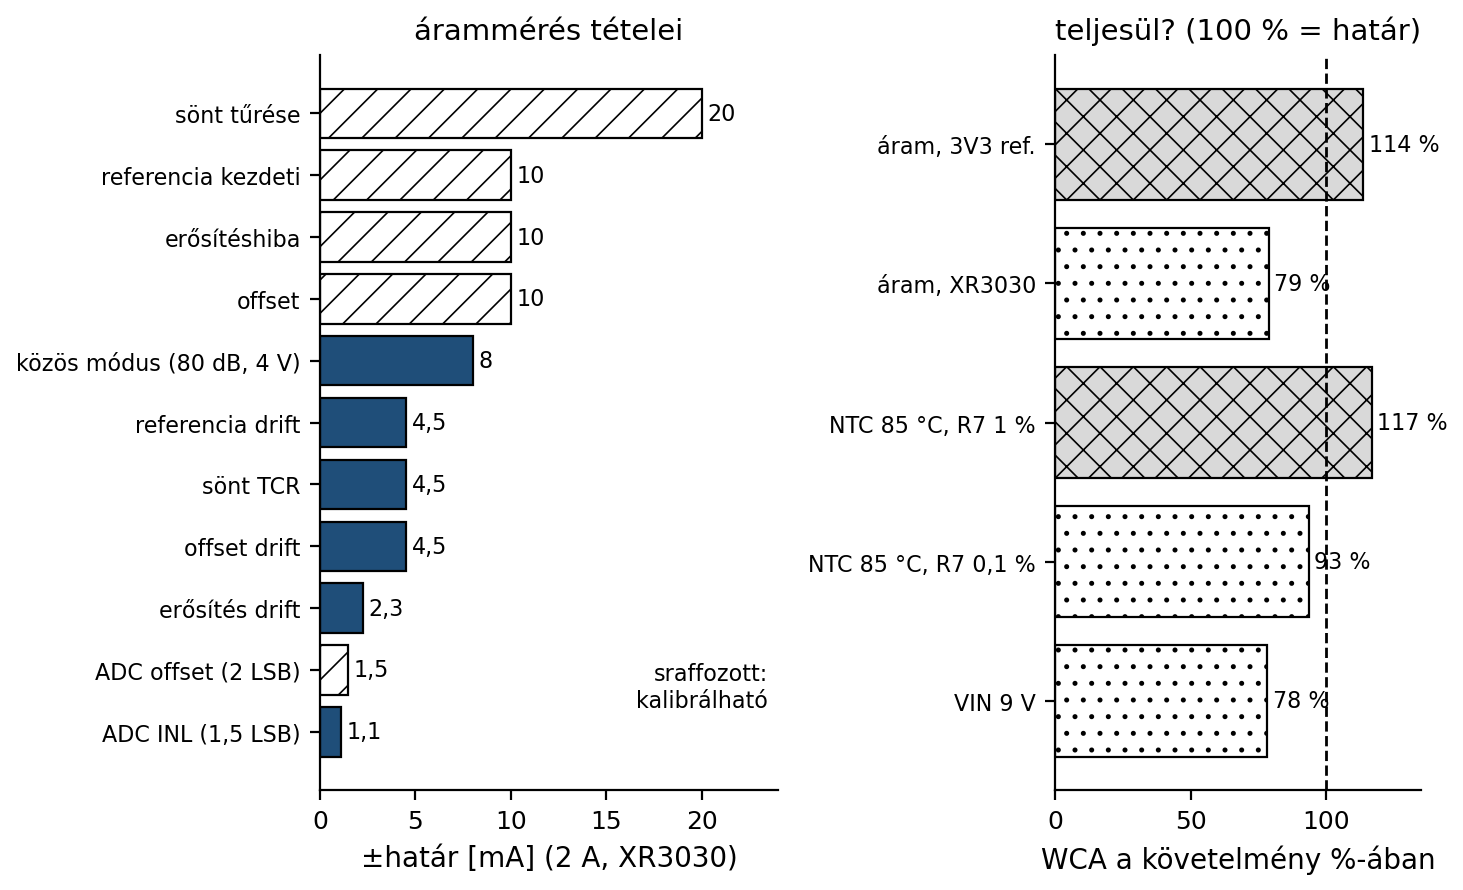 árammérés tételei
sönt tűrése
20
referencia kezdeti
10
erősítéshiba
10
offset
10
közös módus (80 dB, 4 V)
8
referencia drift
4,5
sönt TCR
4,5
offset drift
4,5
erősítés drift
2,3
ADC offset (2 LSB)
1,5
ADC INL (1,5 LSB)
1,1
sraffozott:
kalibrálható
0 5 10 15 20
±határ [mA] (2 A, XR3030)
teljesül? (100 % = határ)
áram, 3V3 ref.
114 %
áram, XR3030
79 %
NTC 85 °C, R7 1 %
117 %
NTC 85 °C, R7 0,1 %
93 %
VIN 9 V
78 %
0 50 100
WCA a követelmény %-ában